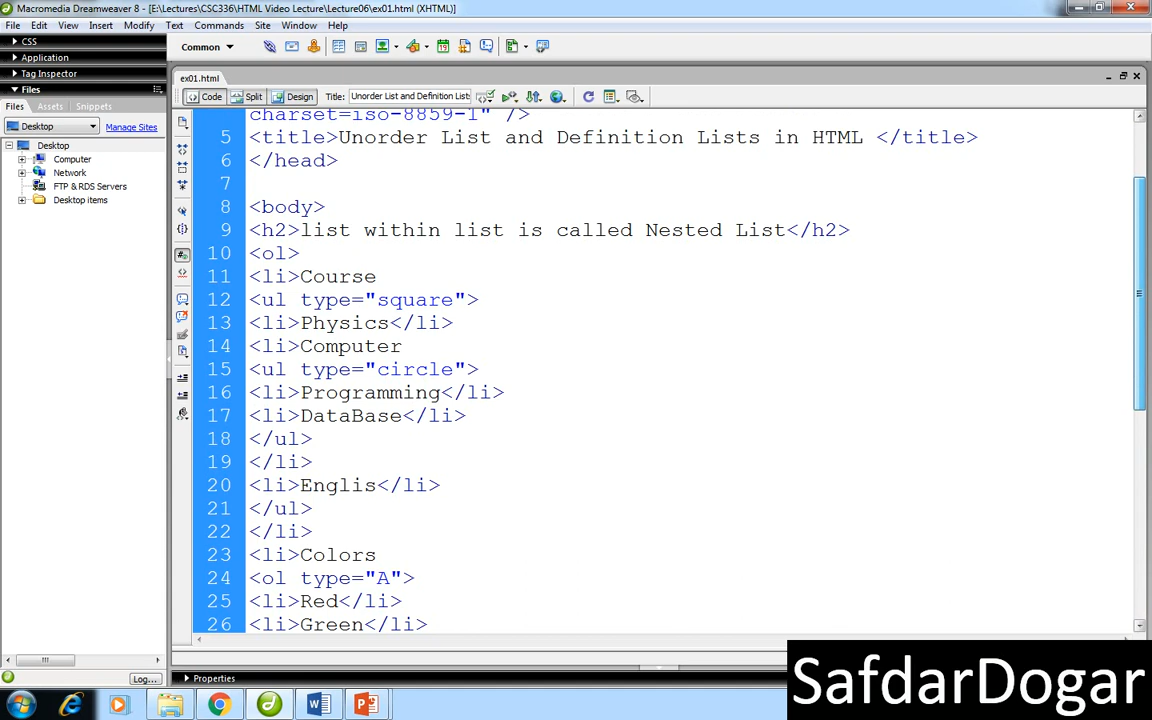 Macromedia Dreamweaver 8 - [E:\Lectures\CSC336\HTML Video Lecture\Lecture06\ex01.html (XHTML)]
File Edit View Insert Modify Text Commands Site Window Help
CSS
Application
Tag Inspector
Files
Files Assets Snippets
Desktop Manage Sites
Desktop
Computer
Network
FTP & RDS Servers
Desktop items
Log...
Common
ex01.html
Code Split Design Title: Unorder List and Definition Lists
charset=iso-8859-1" />
5 <title>Unorder List and Definition Lists in HTML </title>
6 </head>
7
8 <body>
9 <h2>list within list is called Nested List</h2>
10 <ol>
11 <li>Course
12 <ul type="square">
13 <li>Physics</li>
14 <li>Computer
15 <ul type="circle">
16 <li>Programming</li>
17 <li>DataBase</li>
18 </ul>
19 </li>
20 <li>Englis</li>
21 </ul>
22 </li>
23 <li>Colors
24 <ol type="A">
25 <li>Red</li>
26 <li>Green</li>
Properties
SafdarDogar